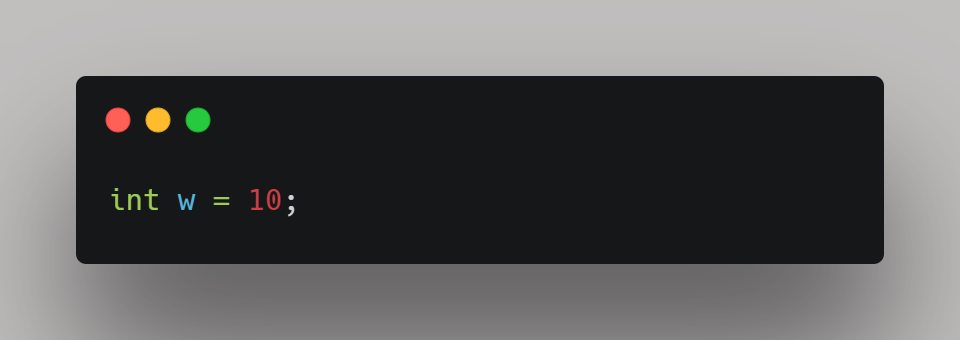 int w = 10;